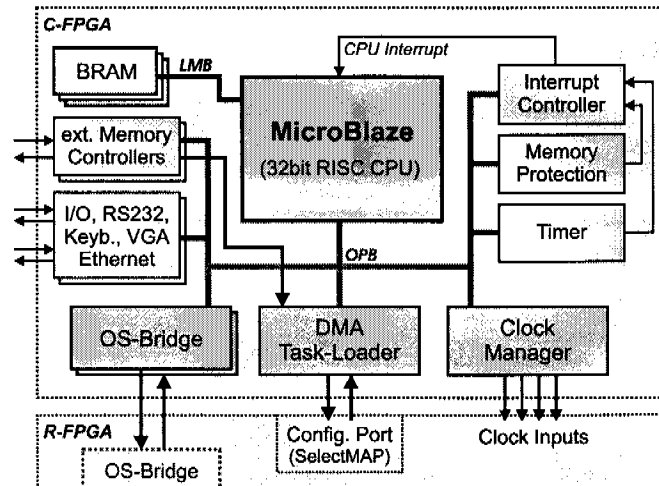 C-FPGA
BRAM
LMB
CPU Interrupt
MicroBlaze
(32bit RISC CPU)
Interrupt
Controller
ext. Memory
Controllers
Memory
Protection
I/O, RS232,
Keyb., VGA
Ethernet
Timer
OPB
OS-Bridge
DMA
Task-Loader
Clock
Manager
R-FPGA
OS-Bridge
Config. Port
(SelectMAP)
Clock Inputs